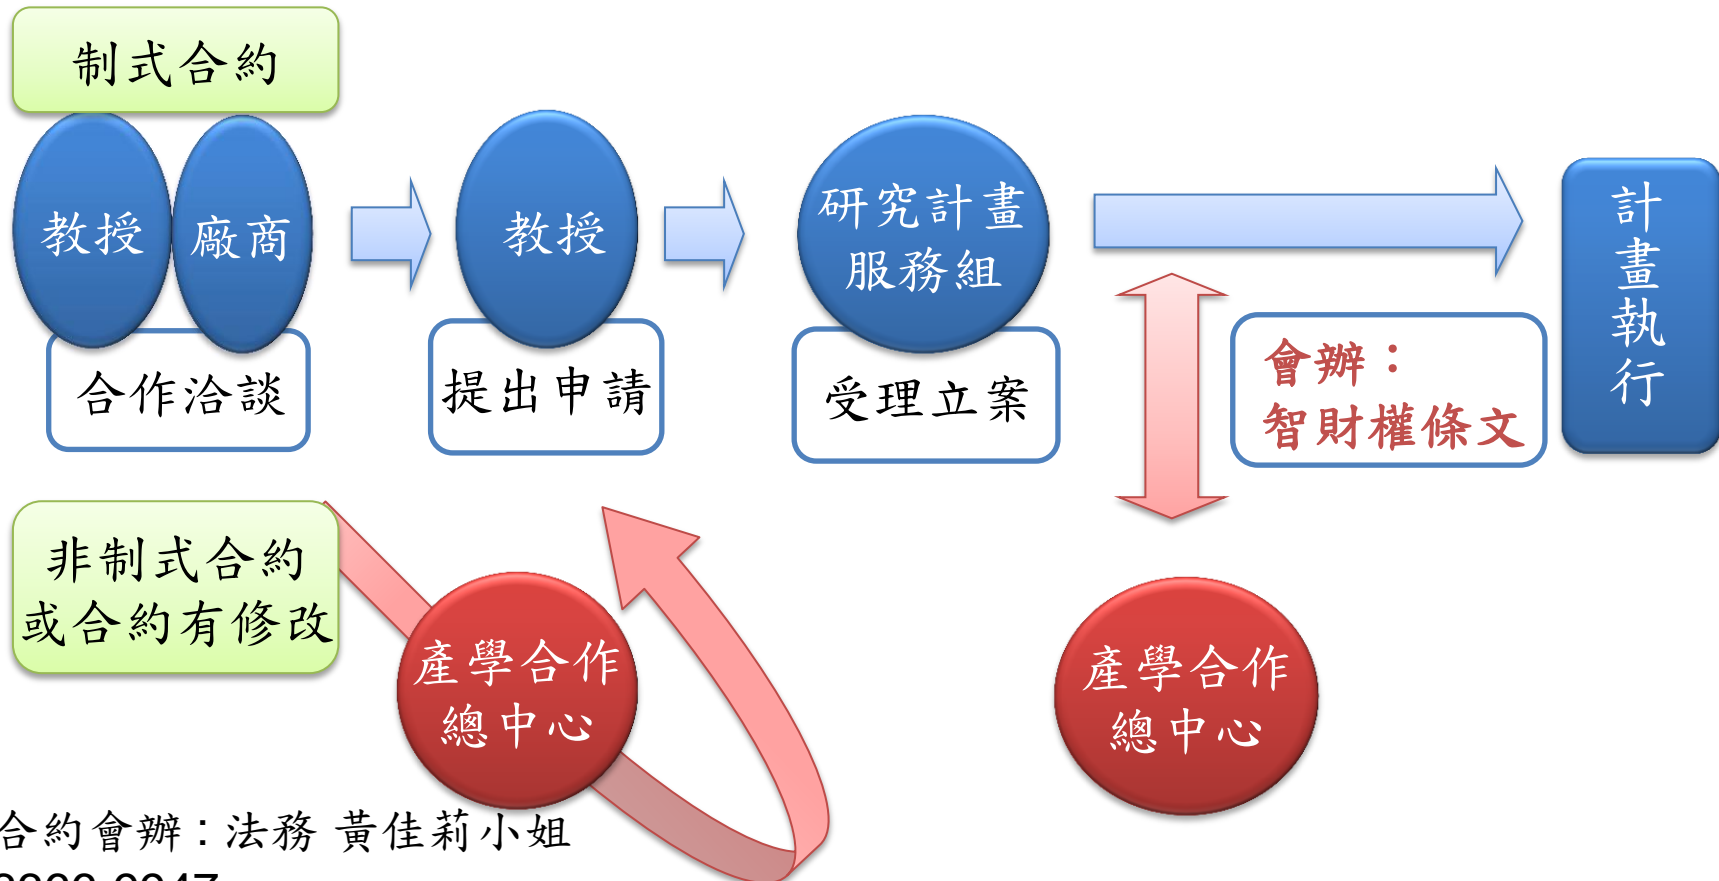 制式合約
教授
廠商
合作洽談
教授
提出申請
研究計畫
服務組
受理立案
會辦：
智財權條文
計畫執行
非制式合約
或合約有修改
產學合作
總中心
產學合作
總中心
合約會辦：法務 黃佳莉小姐